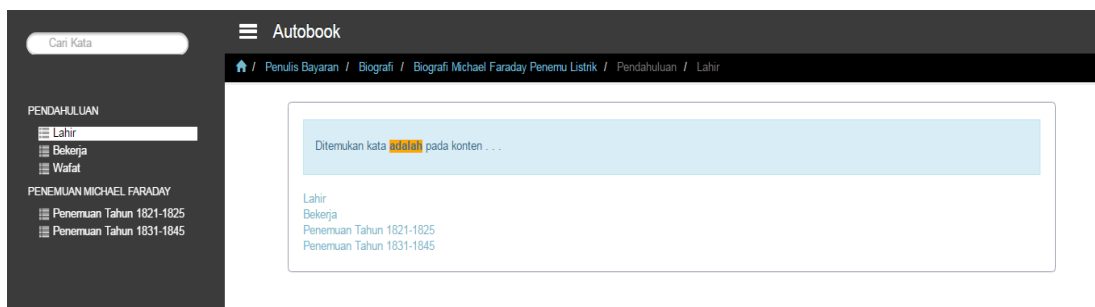 Cari Kata
PENDAHULUAN
Lahir
Bekerja
Wafat
PENEMUAN MICHAEL FARADAY
Penemuan Tahun 1821-1825
Penemuan Tahun 1831-1845
Autobook
/ Penulis Bayaran / Biografi / Biografi Michael Faraday Penemu Listrik / Pendahuluan / Lahir
Ditemukan kata adalah pada konten . . .
Lahir
Bekerja
Penemuan Tahun 1821-1825
Penemuan Tahun 1831-1845